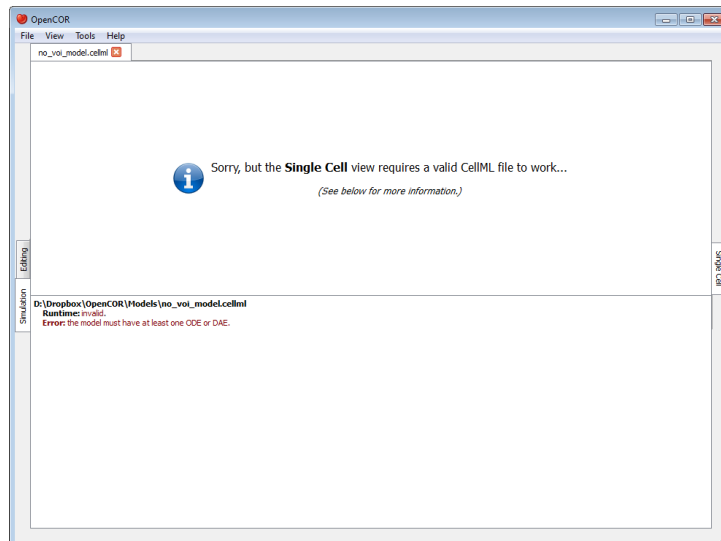 OpenCOR
File View Tools Help
no_voi_model.cellml
Sorry, but the Single Cell view requires a valid CellML file to work...
(See below for more information.)
Editing
Simulation
Single Cell
D:\Dropbox\OpenCOR\Models\no_voi_model.cellml
Runtime: invalid.
Error: the model must have at least one ODE or DAE.